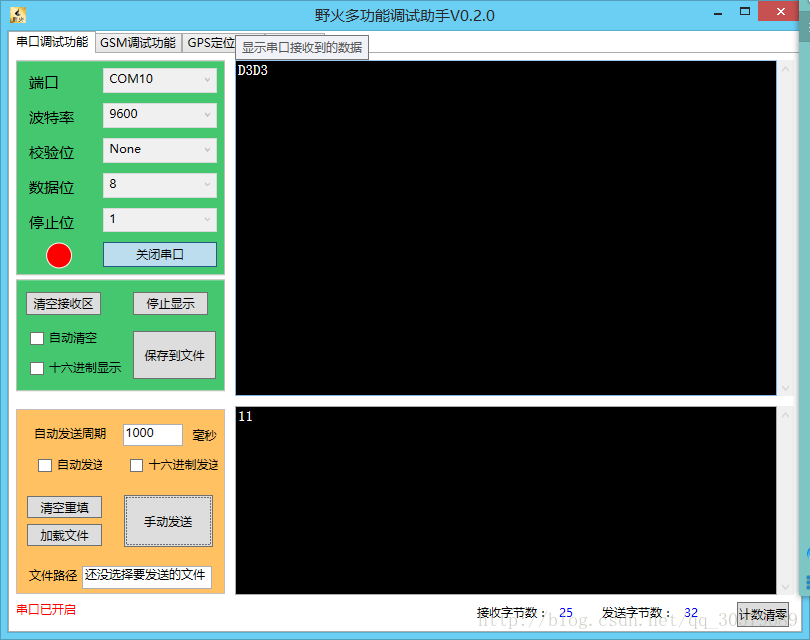 野火多功能调试助手V0.2.0
串口调试功能 GSM调试功能 GPS定位
显示串口接收到的数据
端口 COM10
波特率 9600
校验位 None
数据位 8
停止位 1
关闭串口
D3D3
清空接收区 停止显示
自动清空
十六进制显示
保存到文件
自动发送周期 1000 毫秒
自动发送 十六进制发送
清空重填
加载文件
手动发送
文件路径 还没选择要发送的文件
11
串口已开启
接收字节数： 25 发送字节数： 32 计数清零